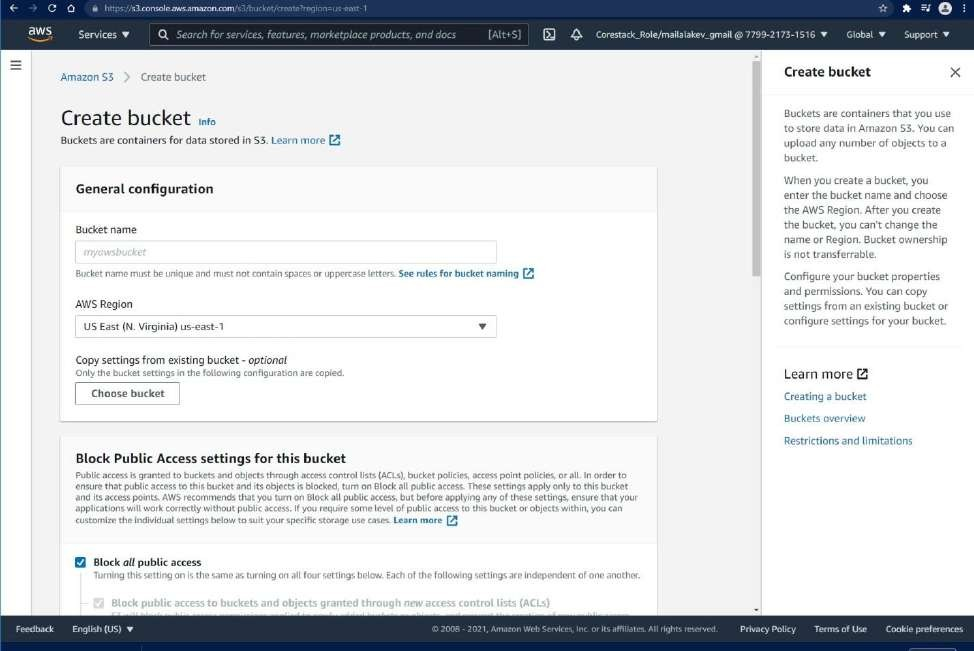 https://s3.console.aws.amazon.com/s3/bucket/create?region=us-east-1
aws
Services
Search for services, features, marketplace products, and docs
[Alt+S]
Corestack_Role/mailalakev_gmail @ 7799-2173-1516
Global
Support
Amazon S3
Create bucket
Create bucket Info
Buckets are containers for data stored in S3. Learn more
General configuration
Bucket name
myawsbucket
Bucket name must be unique and must not contain spaces or uppercase letters. See rules for bucket naming
AWS Region
US East (N. Virginia) us-east-1
Copy settings from existing bucket - optional
Only the bucket settings in the following configuration are copied.
Choose bucket
Block Public Access settings for this bucket
Public access is granted to buckets and objects through access control lists (ACLs), bucket policies, access point policies, or all. In order to
ensure that public access to this bucket and its objects is blocked, turn on Block all public access. These settings apply only to this bucket
and its access points. AWS recommends that you turn on Block all public access, but before applying any of these settings, ensure that your
applications will work correctly without public access. If you require some level of public access to this bucket or objects within, you can
customize the individual settings below to suit your specific storage use cases. Learn more
Block all public access
Turning this setting on is the same as turning on all four settings below. Each of the following settings are independent of one another.
Block public access to buckets and objects granted through new access control lists (ACLs)
Create bucket
Buckets are containers that you use
to store data in Amazon S3. You can
upload any number of objects to a
bucket.
When you create a bucket, you
enter the bucket name and choose
the AWS Region. After you create
the bucket, you can't change the
name or Region. Bucket ownership
is not transferrable.
Configure your bucket properties
and permissions. You can copy
settings from an existing bucket or
configure settings for your bucket.
Learn more
Creating a bucket
Buckets overview
Restrictions and limitations
Feedback
English (US)
© 2008 - 2021, Amazon Web Services, Inc. or its affiliates. All rights reserved.
Privacy Policy
Terms of Use
Cookie preferences